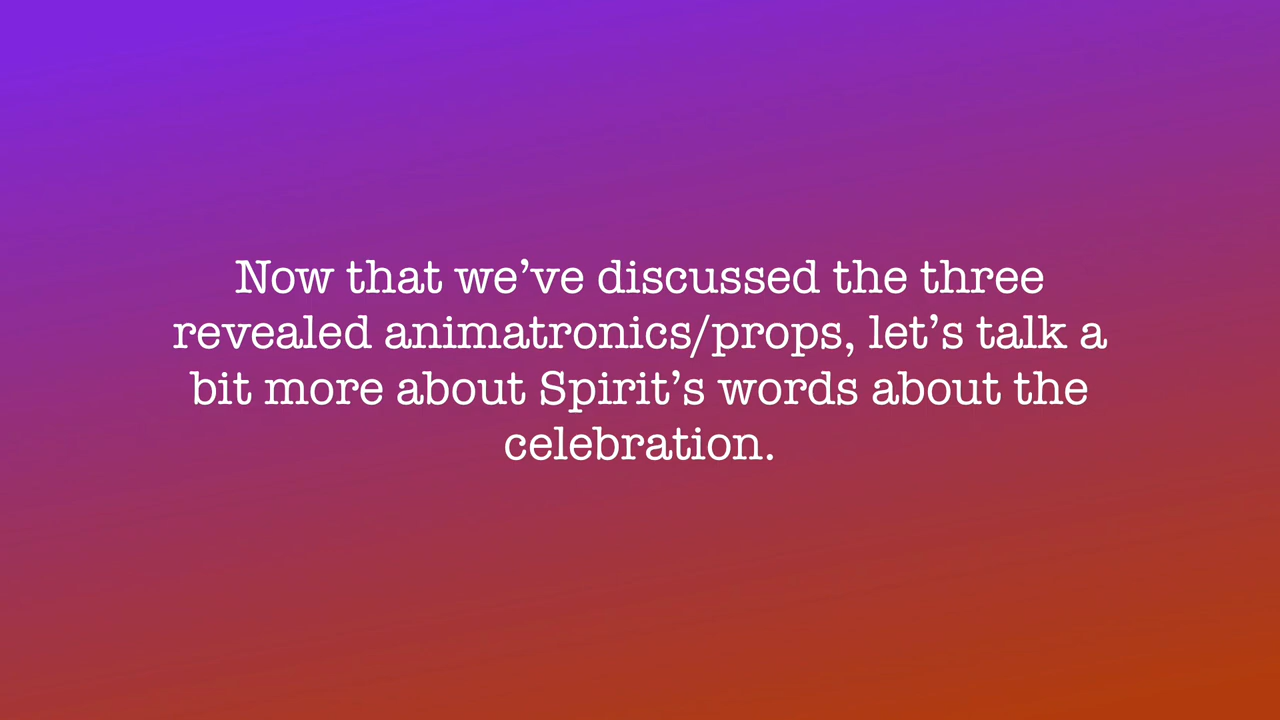 Now that we’ve discussed the three
revealed animatronics/props, let’s talk a
bit more about Spirit’s words about the
celebration.